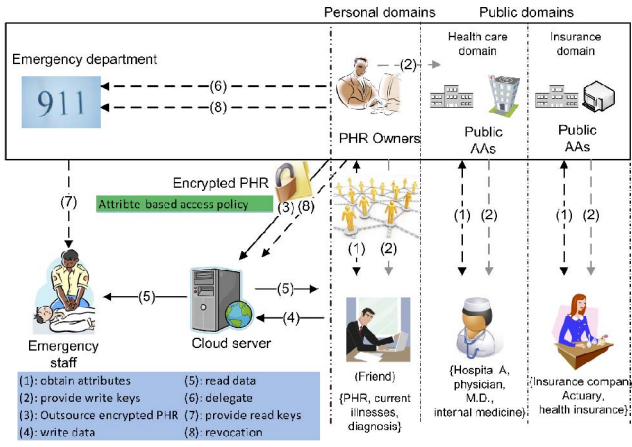 Personal domains
Public domains
Emergency department
911
(6)
(8)
(2)
PHR Owners
Health care
domain
Public
AAs
Insurance
domain
Public
AAs
Encrypted PHR
Attribte-based access policy
(3)
(8)
(7)
(1)
(2)
(1)
(2)
(1)
(2)
(5)
(5)
(4)
Emergency
staff
Cloud server
(Friend}
{PHR, current
illnesses,
diagnosis}
{Hospita A,
physician,
M.D.,
internal medicine}
{Insurance compan
Actuary,
health insurance}
(1): obtain attributes
(2): provide write keys
(3): Outsource encrypted PHR
(4): write data
(5): read data
(6): delegate
(7): provide read keys
(8): revocation